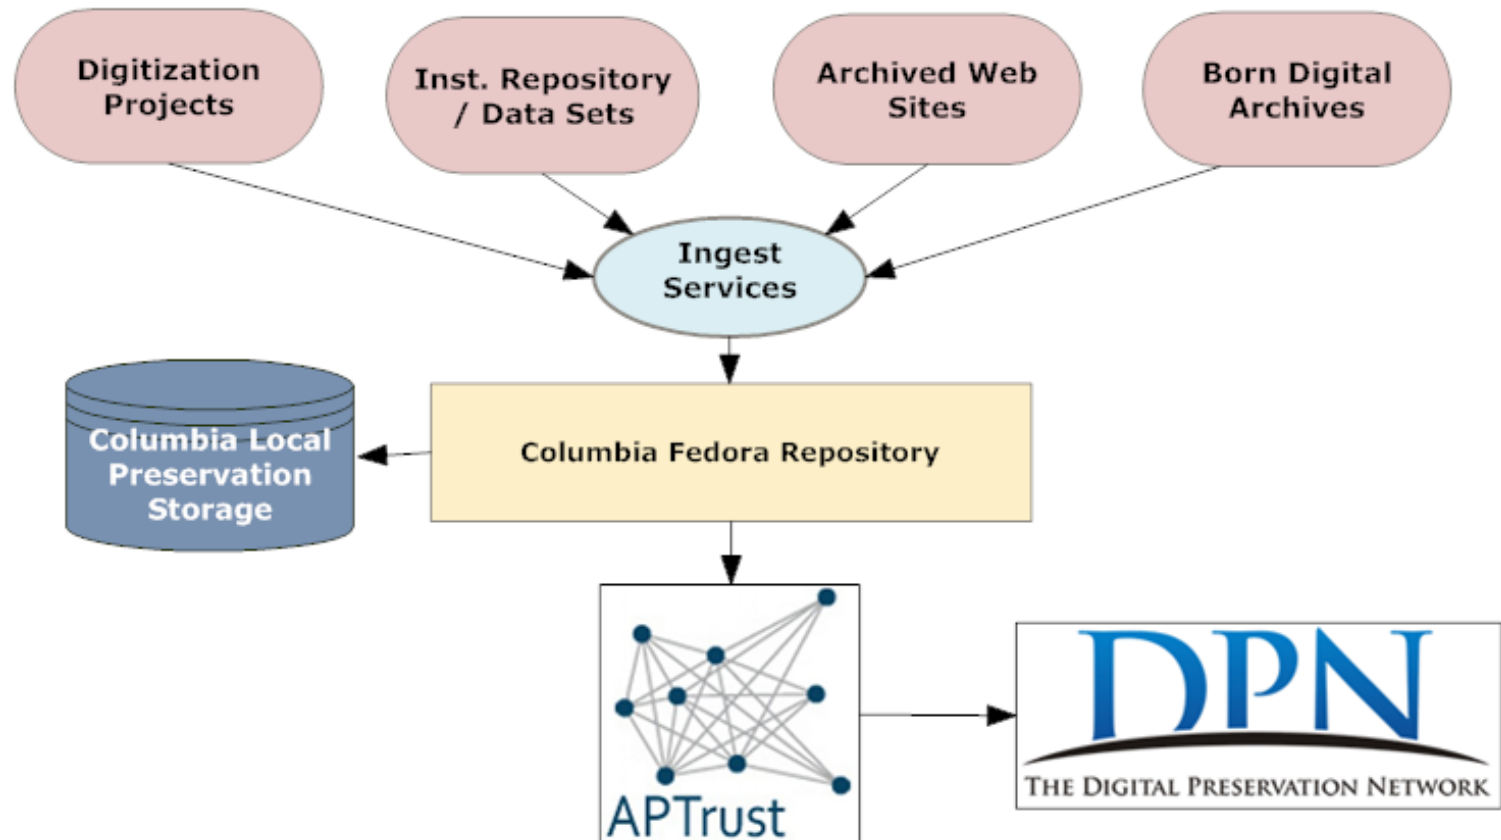 Digitization
Projects
Inst. Repository
/ Data Sets
Archived Web
Sites
Born Digital
Archives
Ingest
Services
Columbia Local
Preservation
Storage
Columbia Fedora Repository
APTrust
DPN
THE DIGITAL PRESERVATION NETWORK